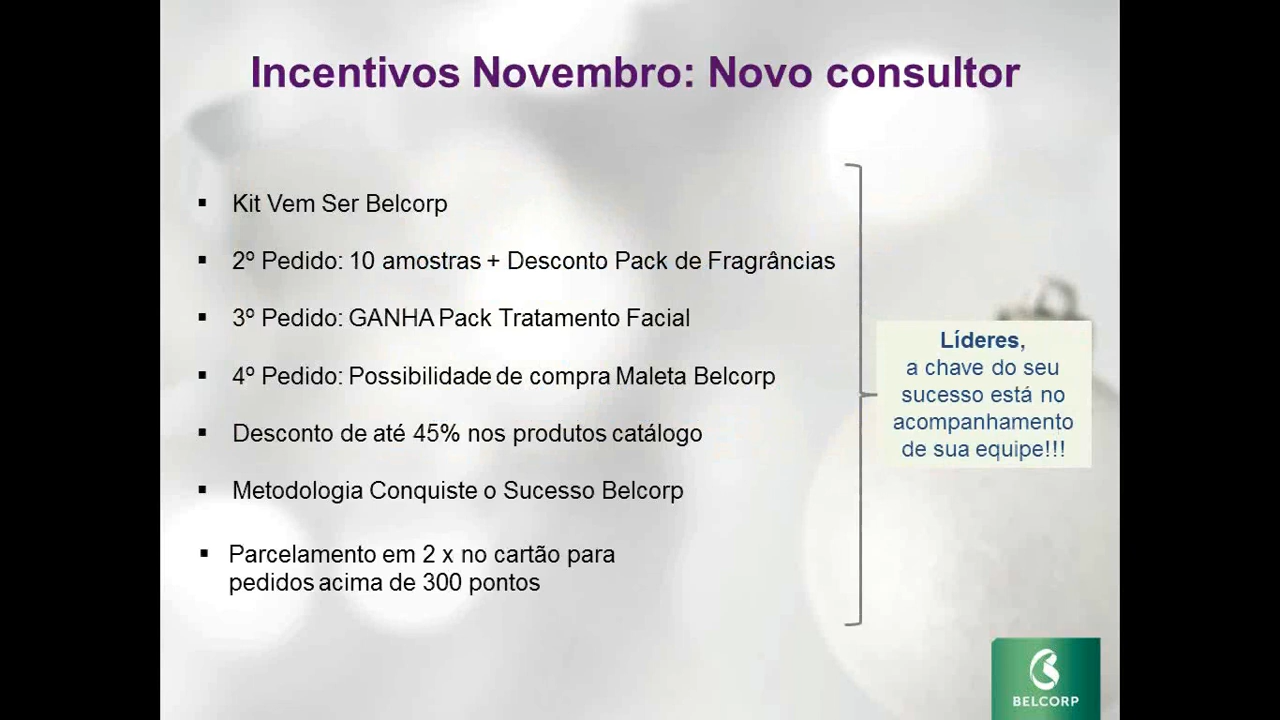 Incentivos Novembro: Novo consultor
Kit Vem Ser Belcorp
2º Pedido: 10 amostras + Desconto Pack de Fragrâncias
3º Pedido: GANHA Pack Tratamento Facial
4º Pedido: Possibilidade de compra Maleta Belcorp
Desconto de até 45% nos produtos catálogo
Metodologia Conquiste o Sucesso Belcorp
Parcelamento em 2 x no cartão para
pedidos acima de 300 pontos
Líderes,
a chave do seu
sucesso está no
acompanhamento
de sua equipe!!!
BELCORP